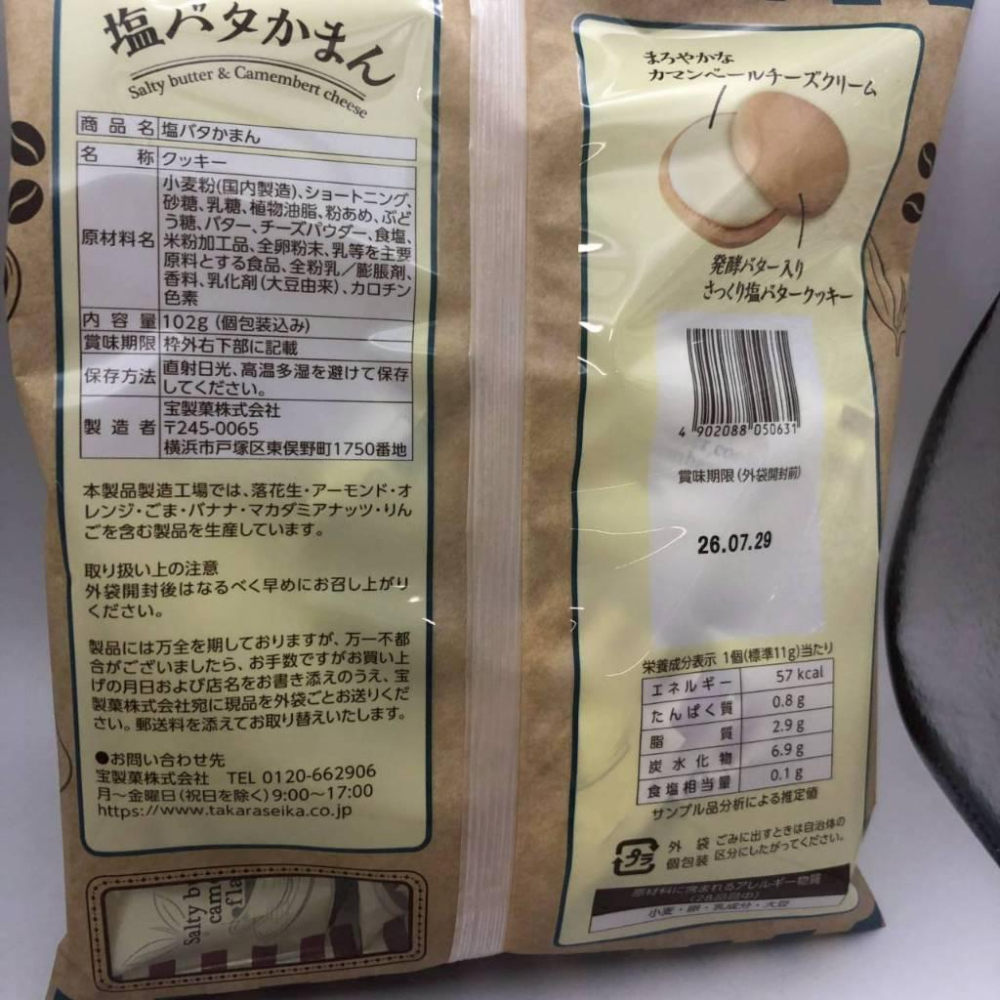 塩バタかまん
Salty butter & Camembert cheese
商品名 塩バタかまん
名称 クッキー
原材料名 小麦粉(国内製造)、ショートニング、
砂糖、乳糖、植物油脂、粉あめ、ぶど
う糖、バター、チーズパウダー、食塩、
米粉加工品、全卵粉末、乳等を主要
原料とする食品、全粉乳/膨脹剤、
香料、乳化剤(大豆由来)、カロチン
色素
内容量 102g (個包装込み)
賞味期限 枠外右下部に記載
保存方法 直射日光、高温多湿を避けて保存
してください。
製造者 宝製菓株式会社
〒245-0065
横浜市戸塚区東俣野町1750番地
本製品製造工場では、落花生・アーモンド・オ
レンジ・ごま・バナナ・マカダミアナッツ・りん
ごを含む製品を生産しています。
取り扱い上の注意
外袋開封後はなるべく早めにお召し上がり
ください。
製品には万全を期しておりますが、万一不都
合がございましたら、お手数ですがお買い上
げの月日および店名をお書き添えのうえ、宝
製菓株式会社宛に現品を外袋ごとお送りくだ
さい。郵送料を添えてお取り替えいたします。
●お問い合わせ先
宝製菓株式会社 TEL 0120-662906
月~金曜日(祝日を除く)9:00~17:00
https://www.takaraseika.co.jp
Salty b
cam
fla
まろやかな
カマンベールチーズクリーム
発酵バター入り
さっくり塩バタークッキー
4 902088 050631
賞味期限(外袋開封前)
26.07.29
栄養成分表示 1個(標準11g)当たり
エネルギー 57 kcal
たんぱく質 0.8 g
脂質 2.9 g
炭水化物 6.9 g
食塩相当量 0.1 g
サンプル品分析による推定値
プラ 外袋 個包装
ごみに出すときは自治体の
区分にしたがってください。
原材料に含まれるアレルギー物質
(28品目中)
小麦・卵・乳成分・大豆